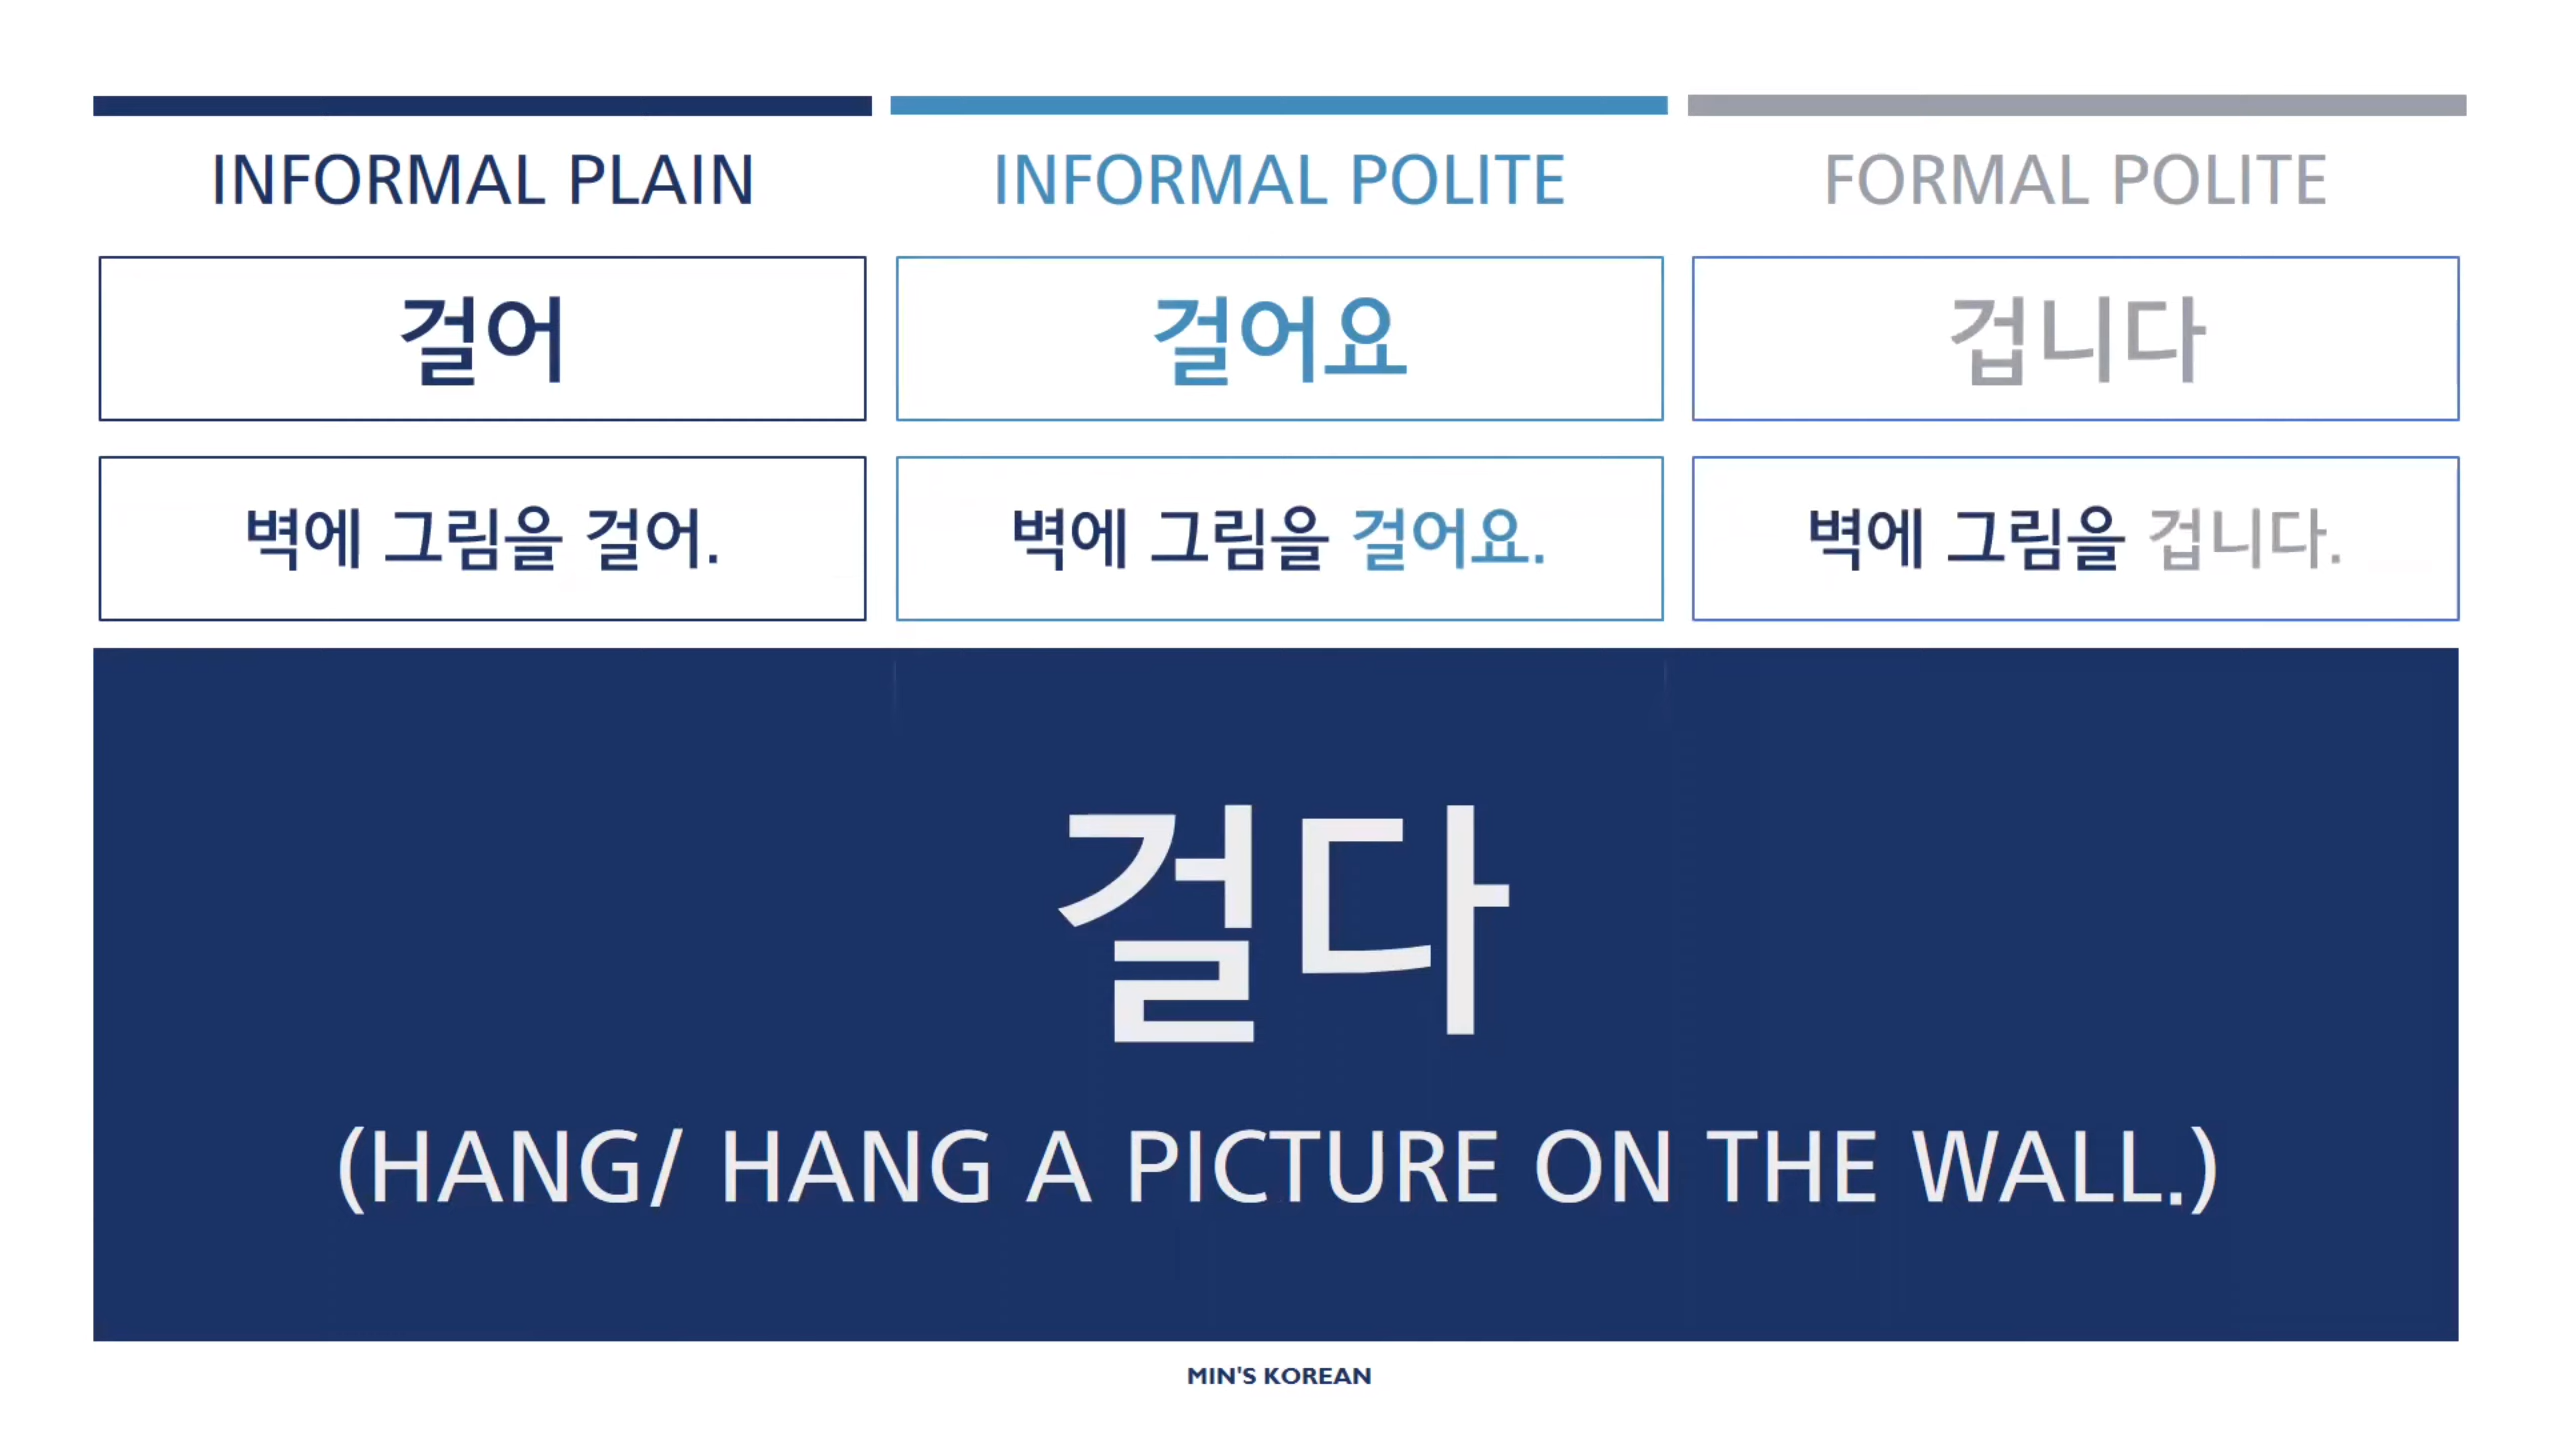 INFORMAL PLAIN
INFORMAL POLITE
FORMAL POLITE
걸어
걸어요
겁니다
벽에 그림을 걸어.
벽에 그림을 걸어요.
벽에 그림을 겁니다.
걸다
(HANG/ HANG A PICTURE ON THE WALL.)
MIN'S KOREAN